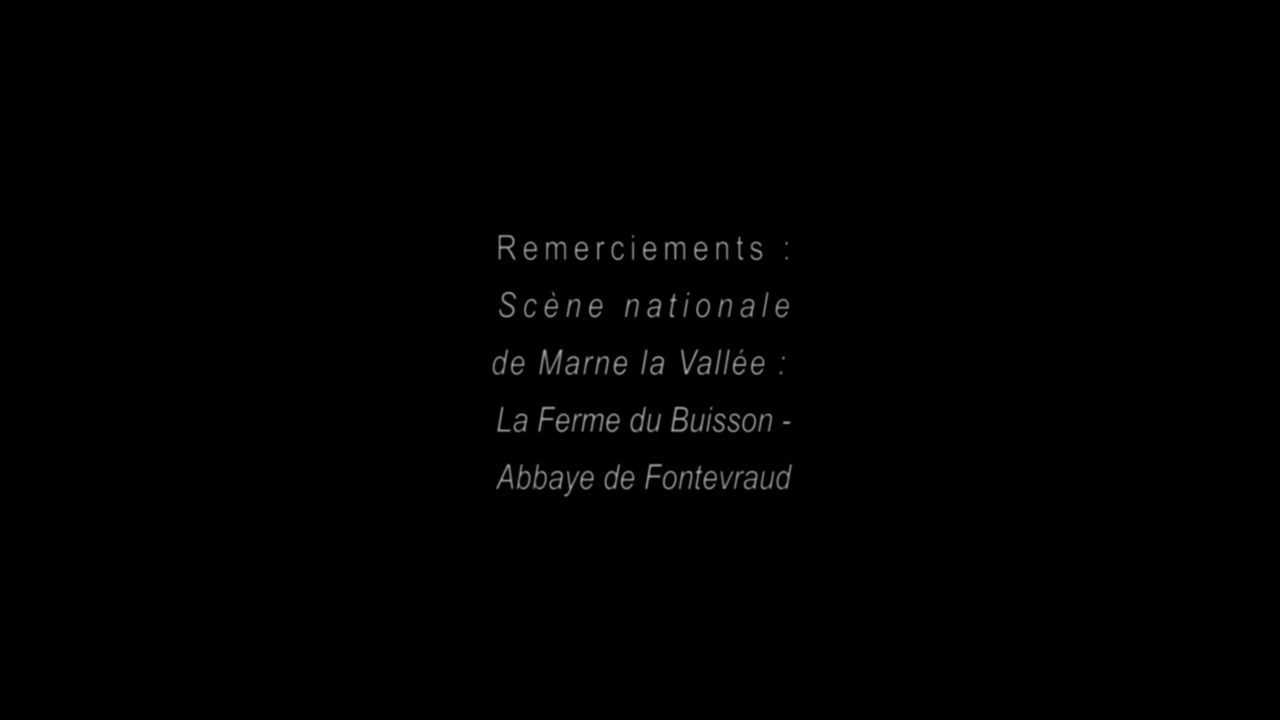 Remerciements :
Scène nationale
de Marne la Vallée :
La Ferme du Buisson -
Abbaye de Fontevraud